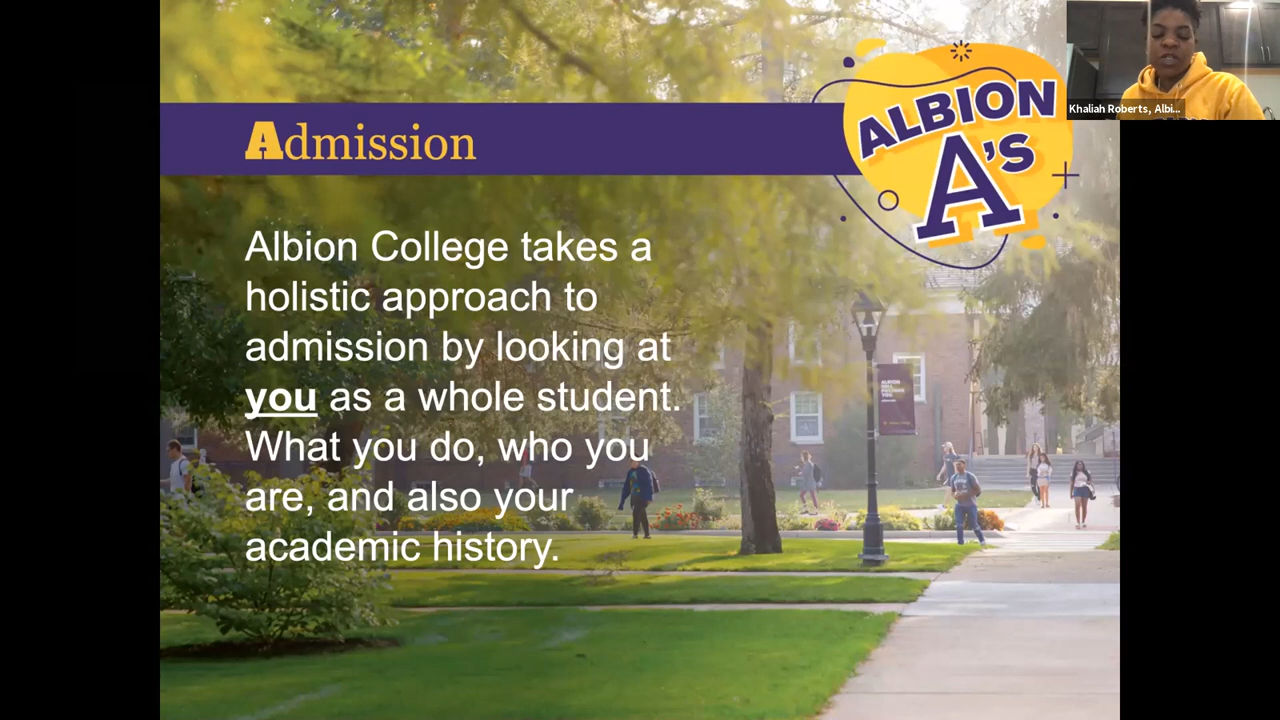 Admission
ALBION
A'S
Khaliah Roberts, Albi...
Albion College takes a
holistic approach to
admission by looking at
you as a whole student.
What you do, who you
are, and also your
academic history.